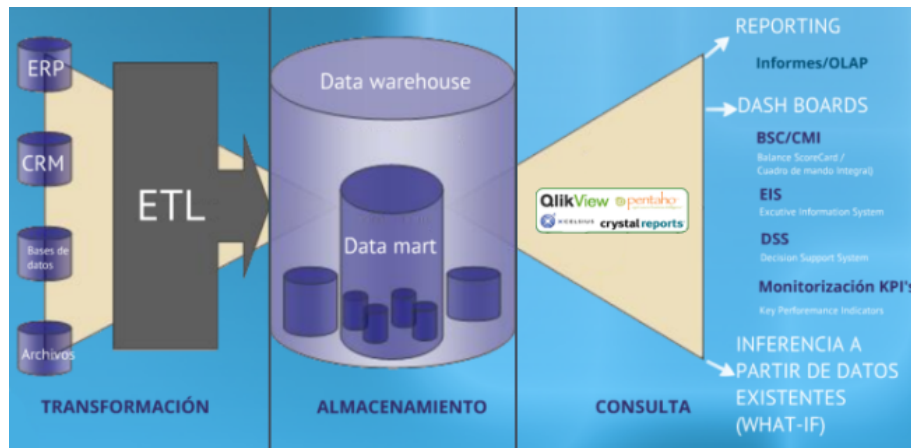 ERP
CRM
Bases de
datos
Archivos
ETL
TRANSFORMACIÓN
Data warehouse
Data mart
ALMACENAMIENTO
QlikView pentaho
XCELSIUS crystalreports
CONSULTA
REPORTING
Informes/OLAP
DASH BOARDS
BSC/CMI
Balance ScoreCard /
Cuadro de mando integral)
EIS
Excutive Information System
DSS
Decision Support System
Monitorización KPI's
Key Performance Indicators
INFERENCIA A
PARTIR DE DATOS
EXISTENTES
(WHAT-IF)